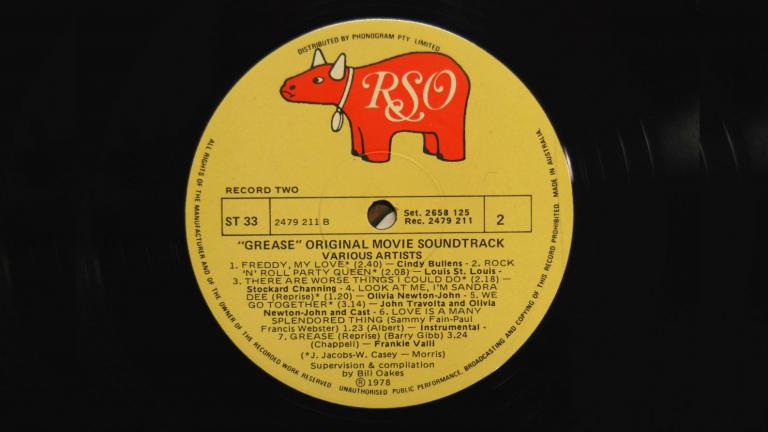 DISTRIBUTED BY PHONOGRAM PTY LIMITED
RSO
RECORD TWO
ST 33
2479 211 B
Set. 2658 125
Rec. 2479 211
2
"GREASE" ORIGINAL MOVIE SOUNDTRACK
VARIOUS ARTISTS
1. FREDDY, MY LOVE* (2.40) — Cindy Bullens - 2. ROCK
'N' ROLL PARTY QUEEN* (2.08) — Louis St. Louis -
3. THERE ARE WORSE THINGS I COULD DO* (2.18) —
Stockard Channing - 4. LOOK AT ME, I'M SANDRA
DEE (Reprise)* (1.20) — Olivia Newton-John - 5. WE
GO TOGETHER* (3.14) — John Travolta and Olivia
Newton-John and Cast - 6. LOVE IS A MANY
SPLENDORED THING (Sammy Fain-Paul
Francis Webster) 1.23 (Albert) — Instrumental -
7. GREASE (Reprise) (Barry Gibb) 3.24
(Chappell) — Frankie Valli
(*J. Jacobs-W. Casey — Morris)
Supervision & compilation
by Bill Oakes
℗ 1978
ALL RIGHTS OF THE MANUFACTURER AND OF THE OWNER OF THE RECORDED WORK RESERVED UNAUTHORISED PUBLIC PERFORMANCE, BROADCASTING AND COPYING OF THIS RECORD PROHIBITED. MADE IN AUSTRALIA.